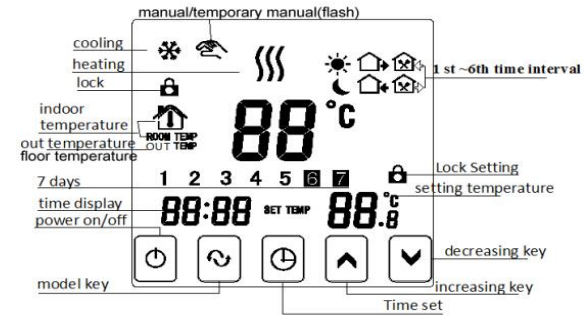 manual/temporary manual(flash)
cooling
heating
1 st ~6th time interval
lock
indoor
temperature
ROOM TEMP
out temperature
OUT TEMP
floor temperature
88°C
Lock Setting
7 days
1 2 3 4 5 6 7
setting temperature
time display
88:88 SET TEMP 88.8°C
power on/off
decreasing key
model key
increasing key
Time set